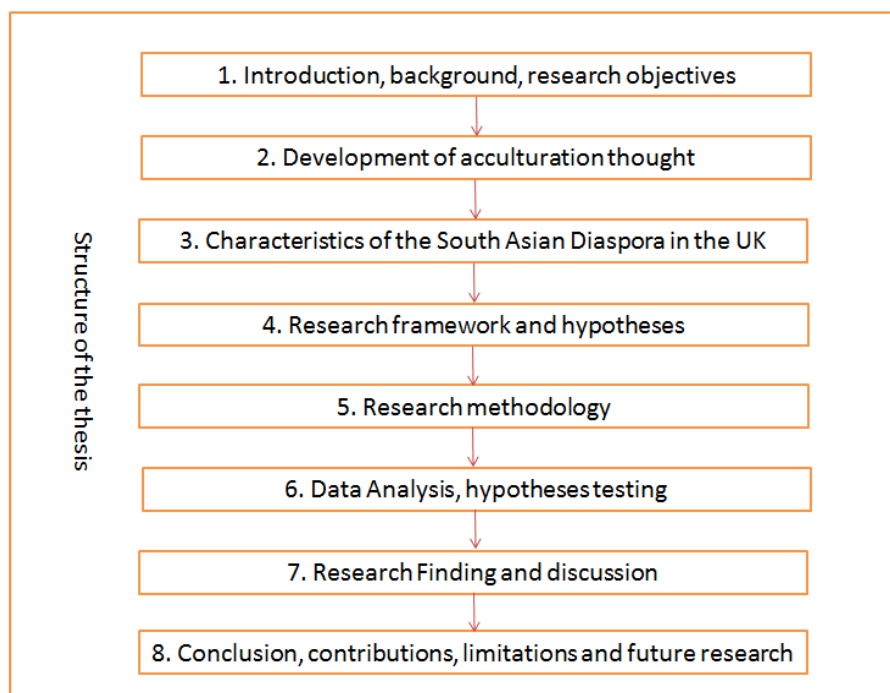 Structure of the thesis
1. Introduction, background, research objectives
2. Development of acculturation thought
3. Characteristics of the South Asian Diaspora in the UK
4. Research framework and hypotheses
5. Research methodology
6. Data Analysis, hypotheses testing
7. Research Finding and discussion
8. Conclusion, contributions, limitations and future research